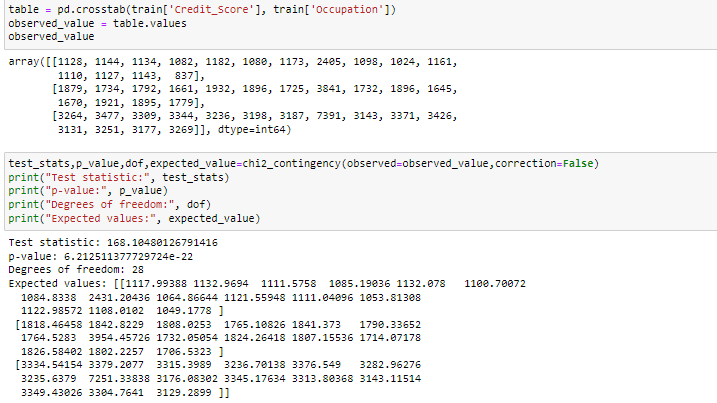 table = pd.crosstab(train['Credit_Score'], train['Occupation'])
observed_value = table.values
observed_value
array([[1128, 1144, 1134, 1082, 1182, 1080, 1173, 2405, 1098, 1024, 1161,
1110, 1127, 1143,  837],
[1879, 1734, 1792, 1661, 1932, 1896, 1725, 3841, 1732, 1896, 1645,
1670, 1921, 1895, 1779],
[3264, 3477, 3309, 3344, 3236, 3198, 3187, 7391, 3143, 3371, 3426,
3131, 3251, 3177, 3269]], dtype=int64)
test_stats,p_value,dof,expected_value=chi2_contingency(observed=observed_value,correction=False)
print("Test statistic:", test_stats)
print("p-value:", p_value)
print("Degrees of freedom:", dof)
print("Expected values:", expected_value)
Test statistic: 168.10480126791416
p-value: 6.212511377729724e-22
Degrees of freedom: 28
Expected values: [[1117.99388 1132.9694  1111.5758  1085.19036 1132.078   1100.70072
1084.8338  2431.20436 1064.86644 1121.55948 1111.04096 1053.81308
1122.98572 1108.0102  1049.1778 ]
[1818.46458 1842.8229  1808.0253  1765.10826 1841.373   1790.33652
1764.5283  3954.45726 1732.05054 1824.26418 1807.15536 1714.07178
1826.58402 1802.2257  1706.5323 ]
[3334.54154 3379.2077  3315.3989  3236.70138 3376.549   3282.96276
3235.6379  7251.33838 3176.08302 3345.17634 3313.80368 3143.11514
3349.43026 3304.7641  3129.2899 ]]